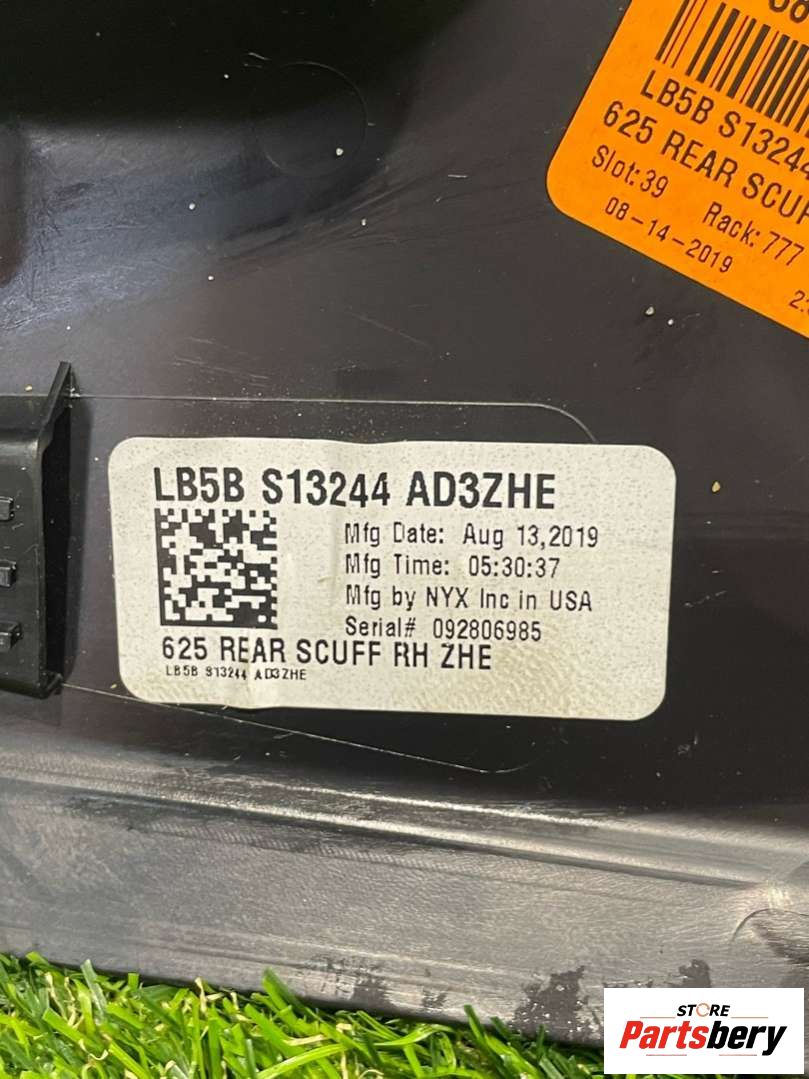 LB5B S13244
625 REAR SCUFF
Slot:39 Rack: 777
08-14-2019
LB5B S13244 AD3ZHE
Mfg Date: Aug 13,2019
Mfg Time: 05:30:37
Mfg by NYX Inc in USA
Serial# 092806985
625 REAR SCUFF RH ZHE
LB5B S13244 AD3ZHE
STORE
Partsbery